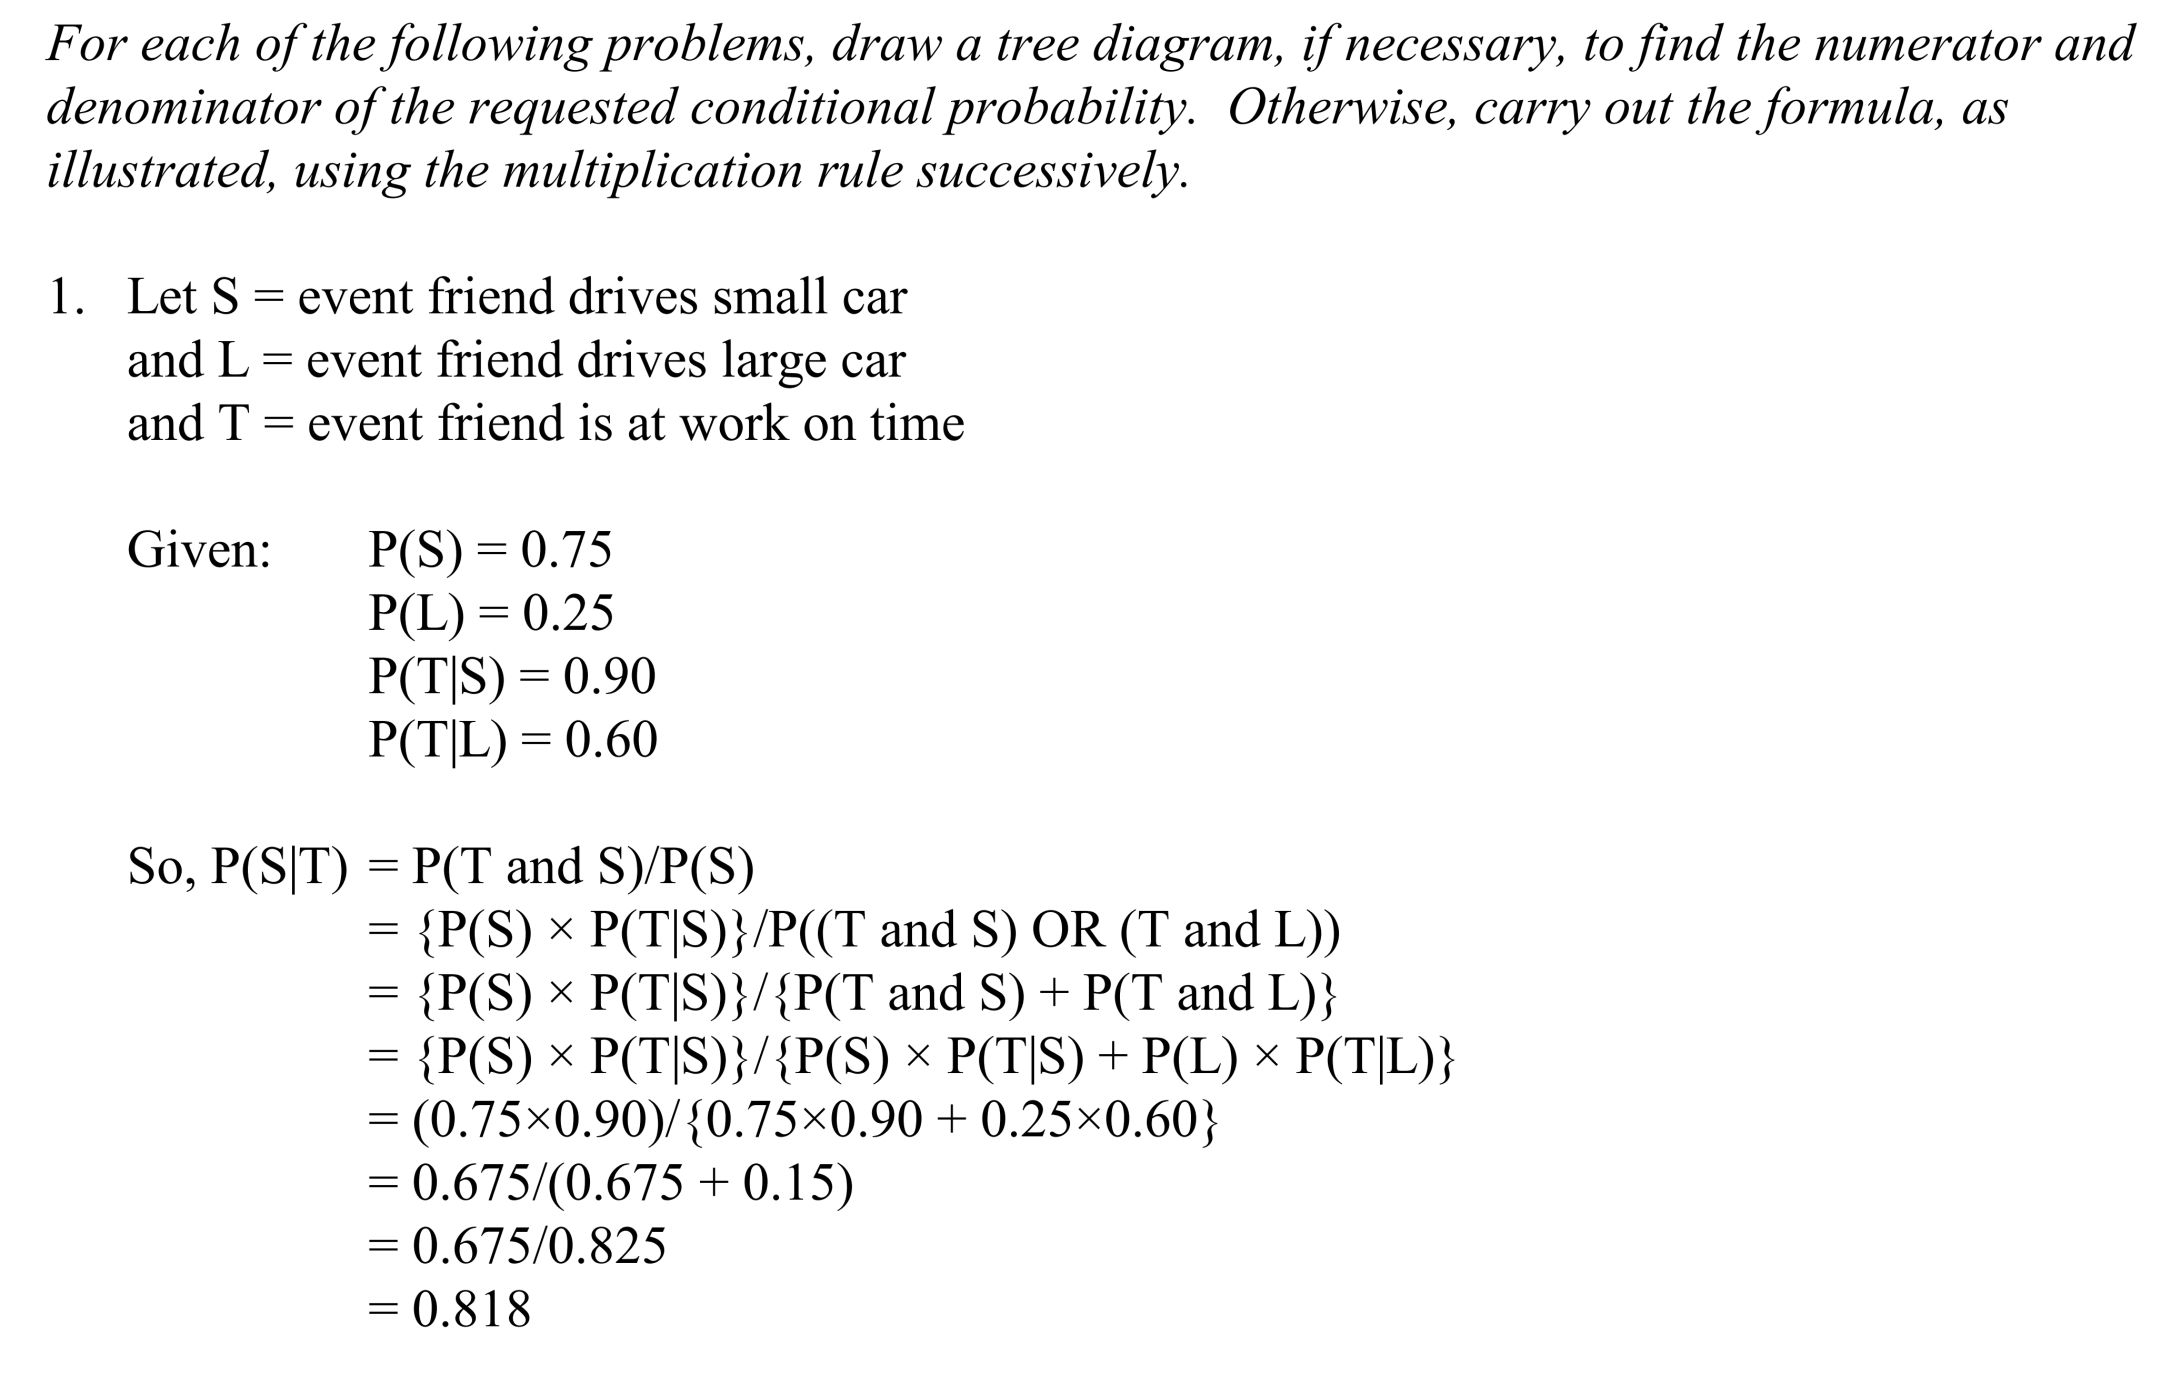 For each of the following problems, draw a tree diagram, if necessary, to find the numerator and
denominator of the requested conditional probability.  Otherwise, carry out the formula, as
illustrated, using the multiplication rule successively.
1. Let S = event friend drives small car
and L = event friend drives large car
and T = event friend is at work on time
Given: P(S) = 0.75
P(L) = 0.25
P(T|S) = 0.90
P(T|L) = 0.60
So, P(S|T) = P(T and S)/P(S)
= {P(S) × P(T|S)}/P((T and S) OR (T and L))
= {P(S) × P(T|S)}/{P(T and S) + P(T and L)}
= {P(S) × P(T|S)}/{P(S) × P(T|S) + P(L) × P(T|L)}
= (0.75×0.90)/{0.75×0.90 + 0.25×0.60}
= 0.675/(0.675 + 0.15)
= 0.675/0.825
= 0.818